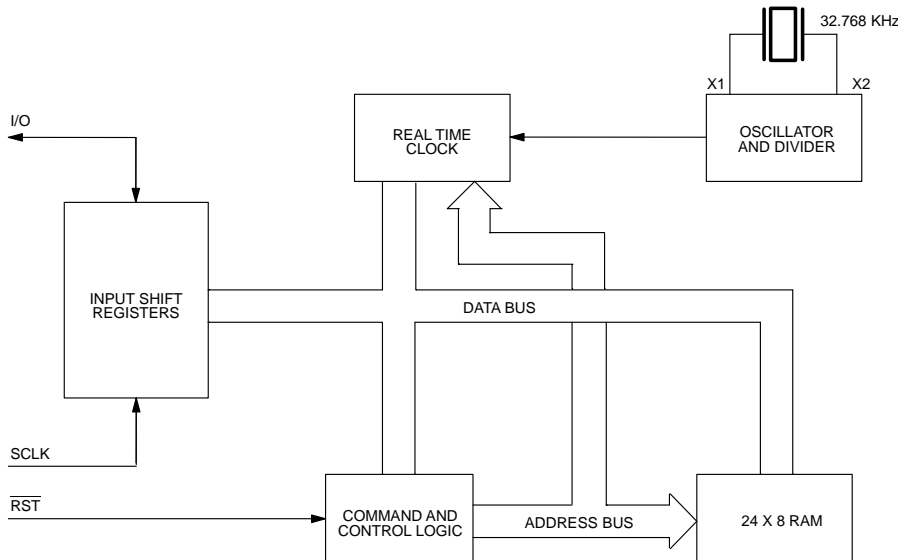 32.768 KHz
X1
X2
I/O
REAL TIME
CLOCK
OSCILLATOR
AND DIVIDER
INPUT SHIFT
REGISTERS
DATA BUS
SCLK
RST
COMMAND AND
CONTROL LOGIC
ADDRESS BUS
24 X 8 RAM